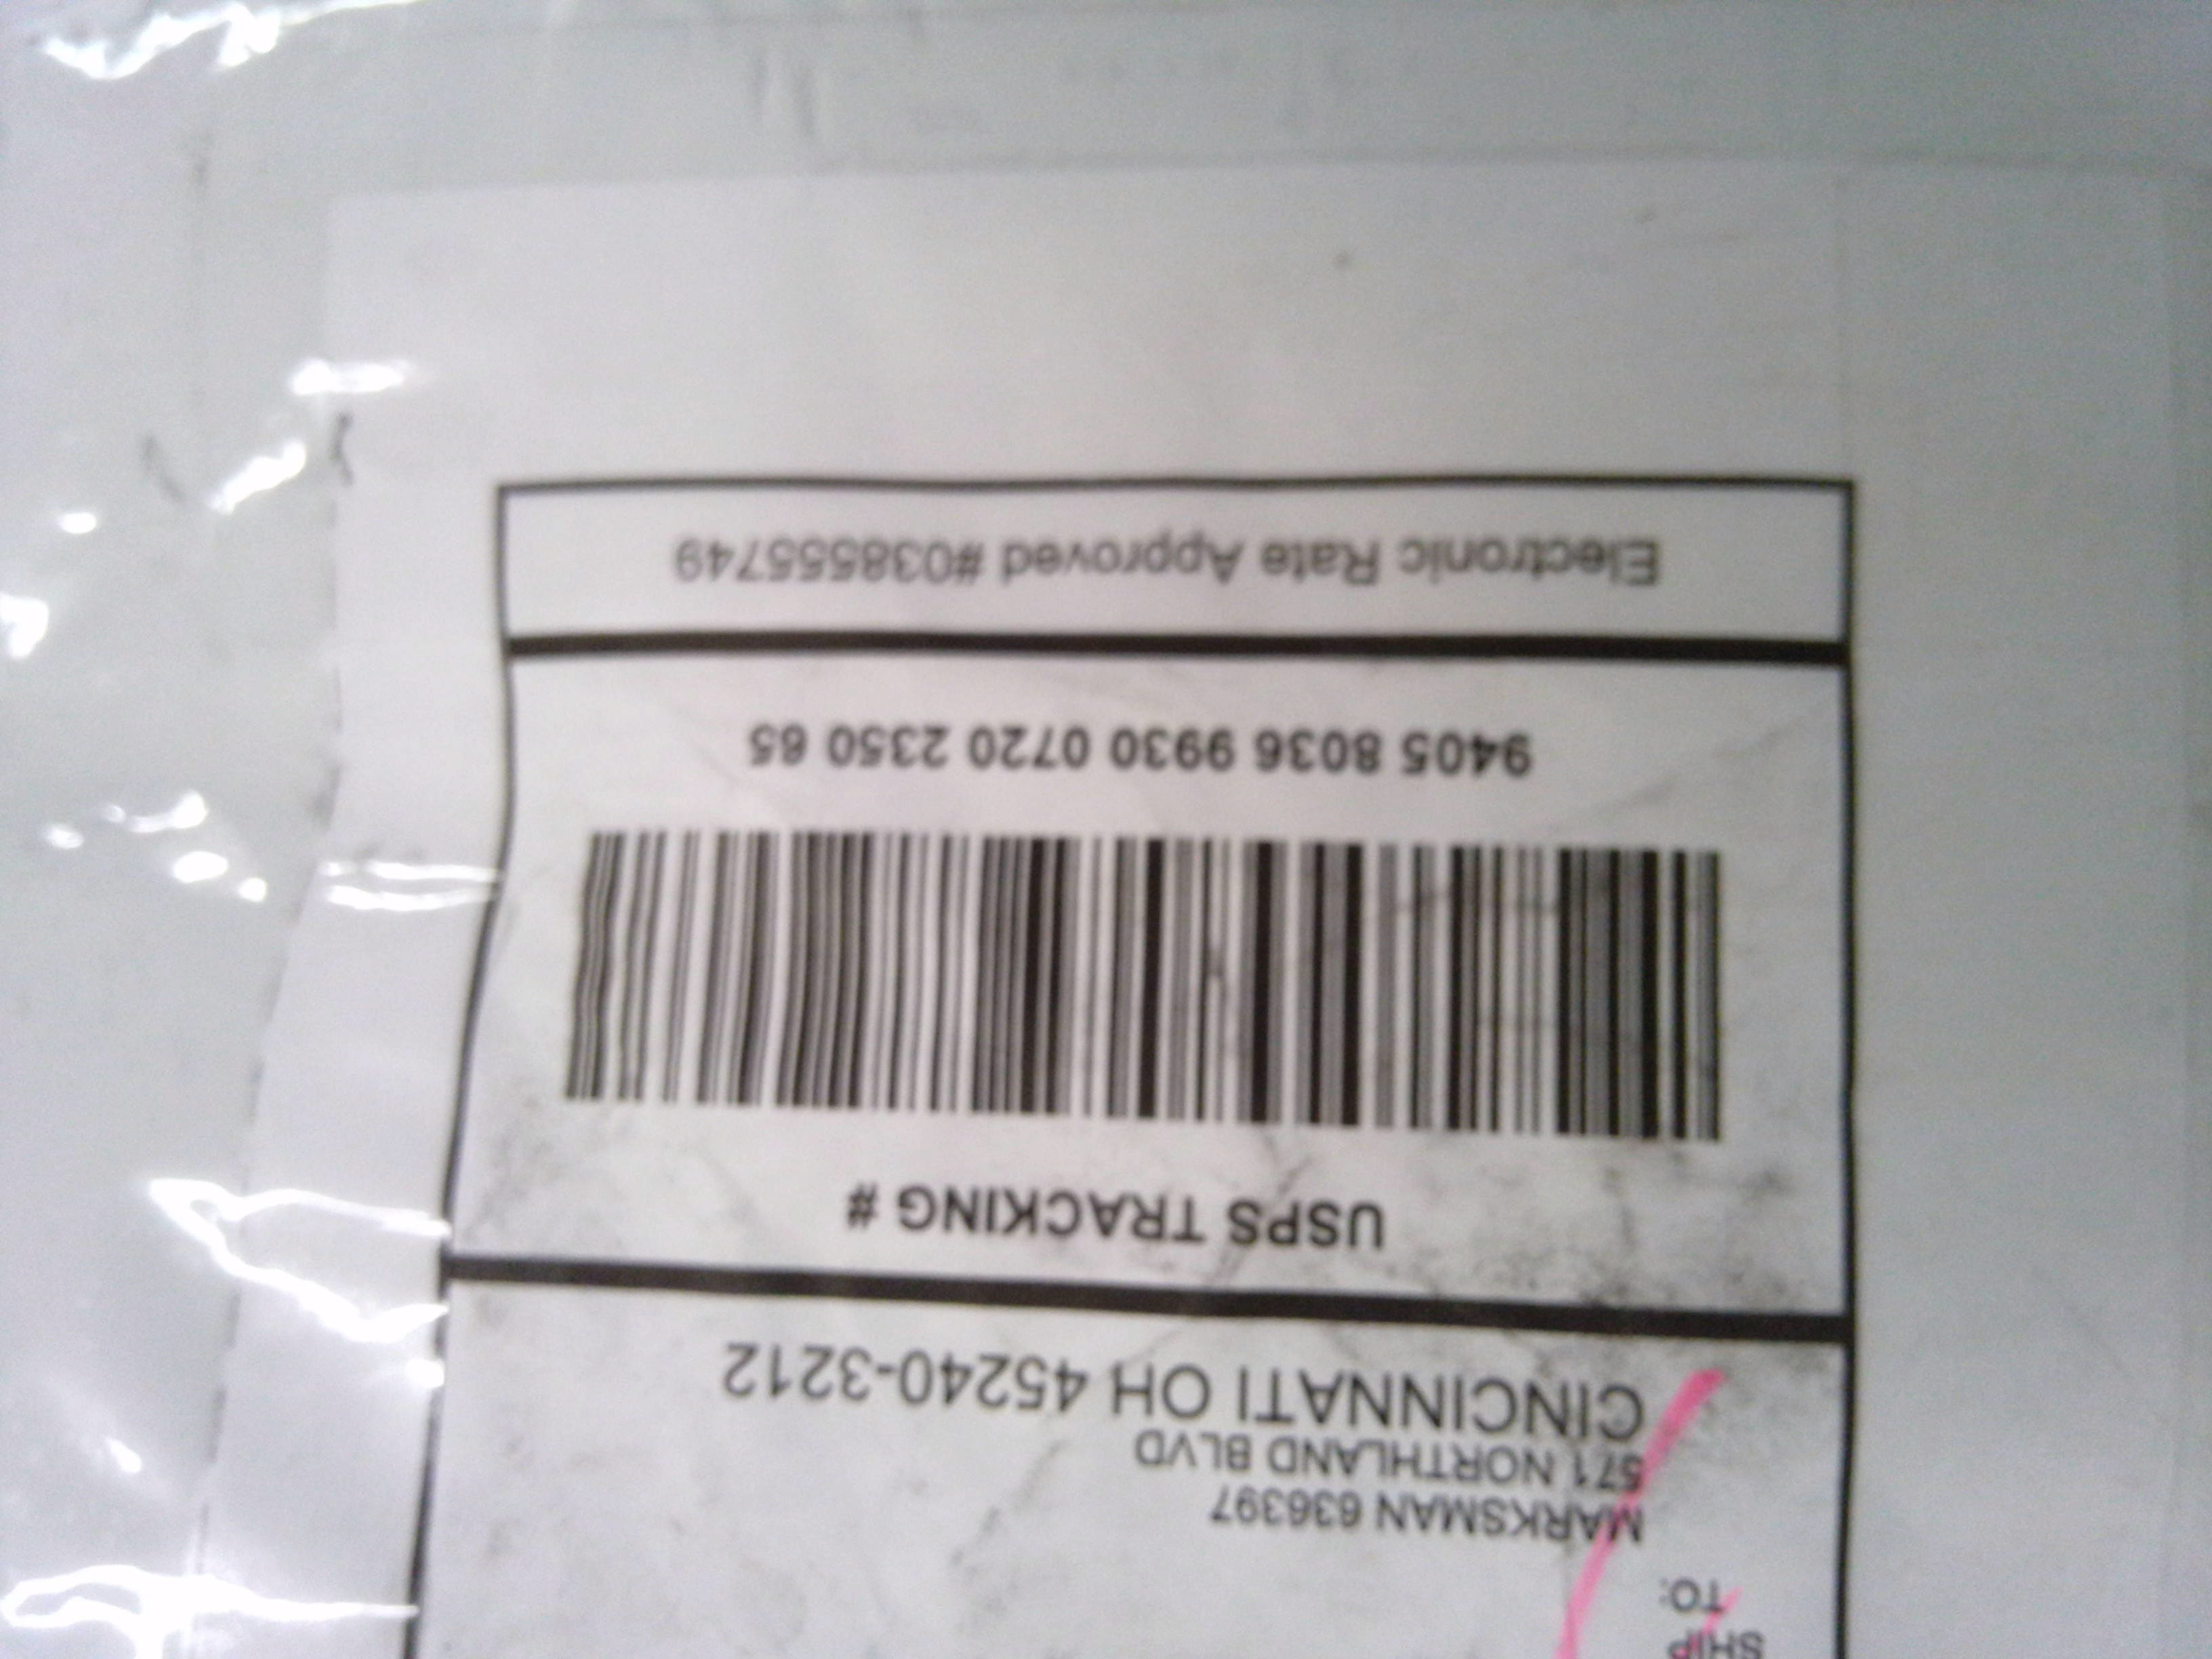 SHIP
TO:
MARKSMAN 636397
571 NORTHLAND BLVD
CINCINNATI OH 45240-3212
USPS TRACKING #
9405 8036 9930 0720 2350 65
Electronic Rate Approved #038555749